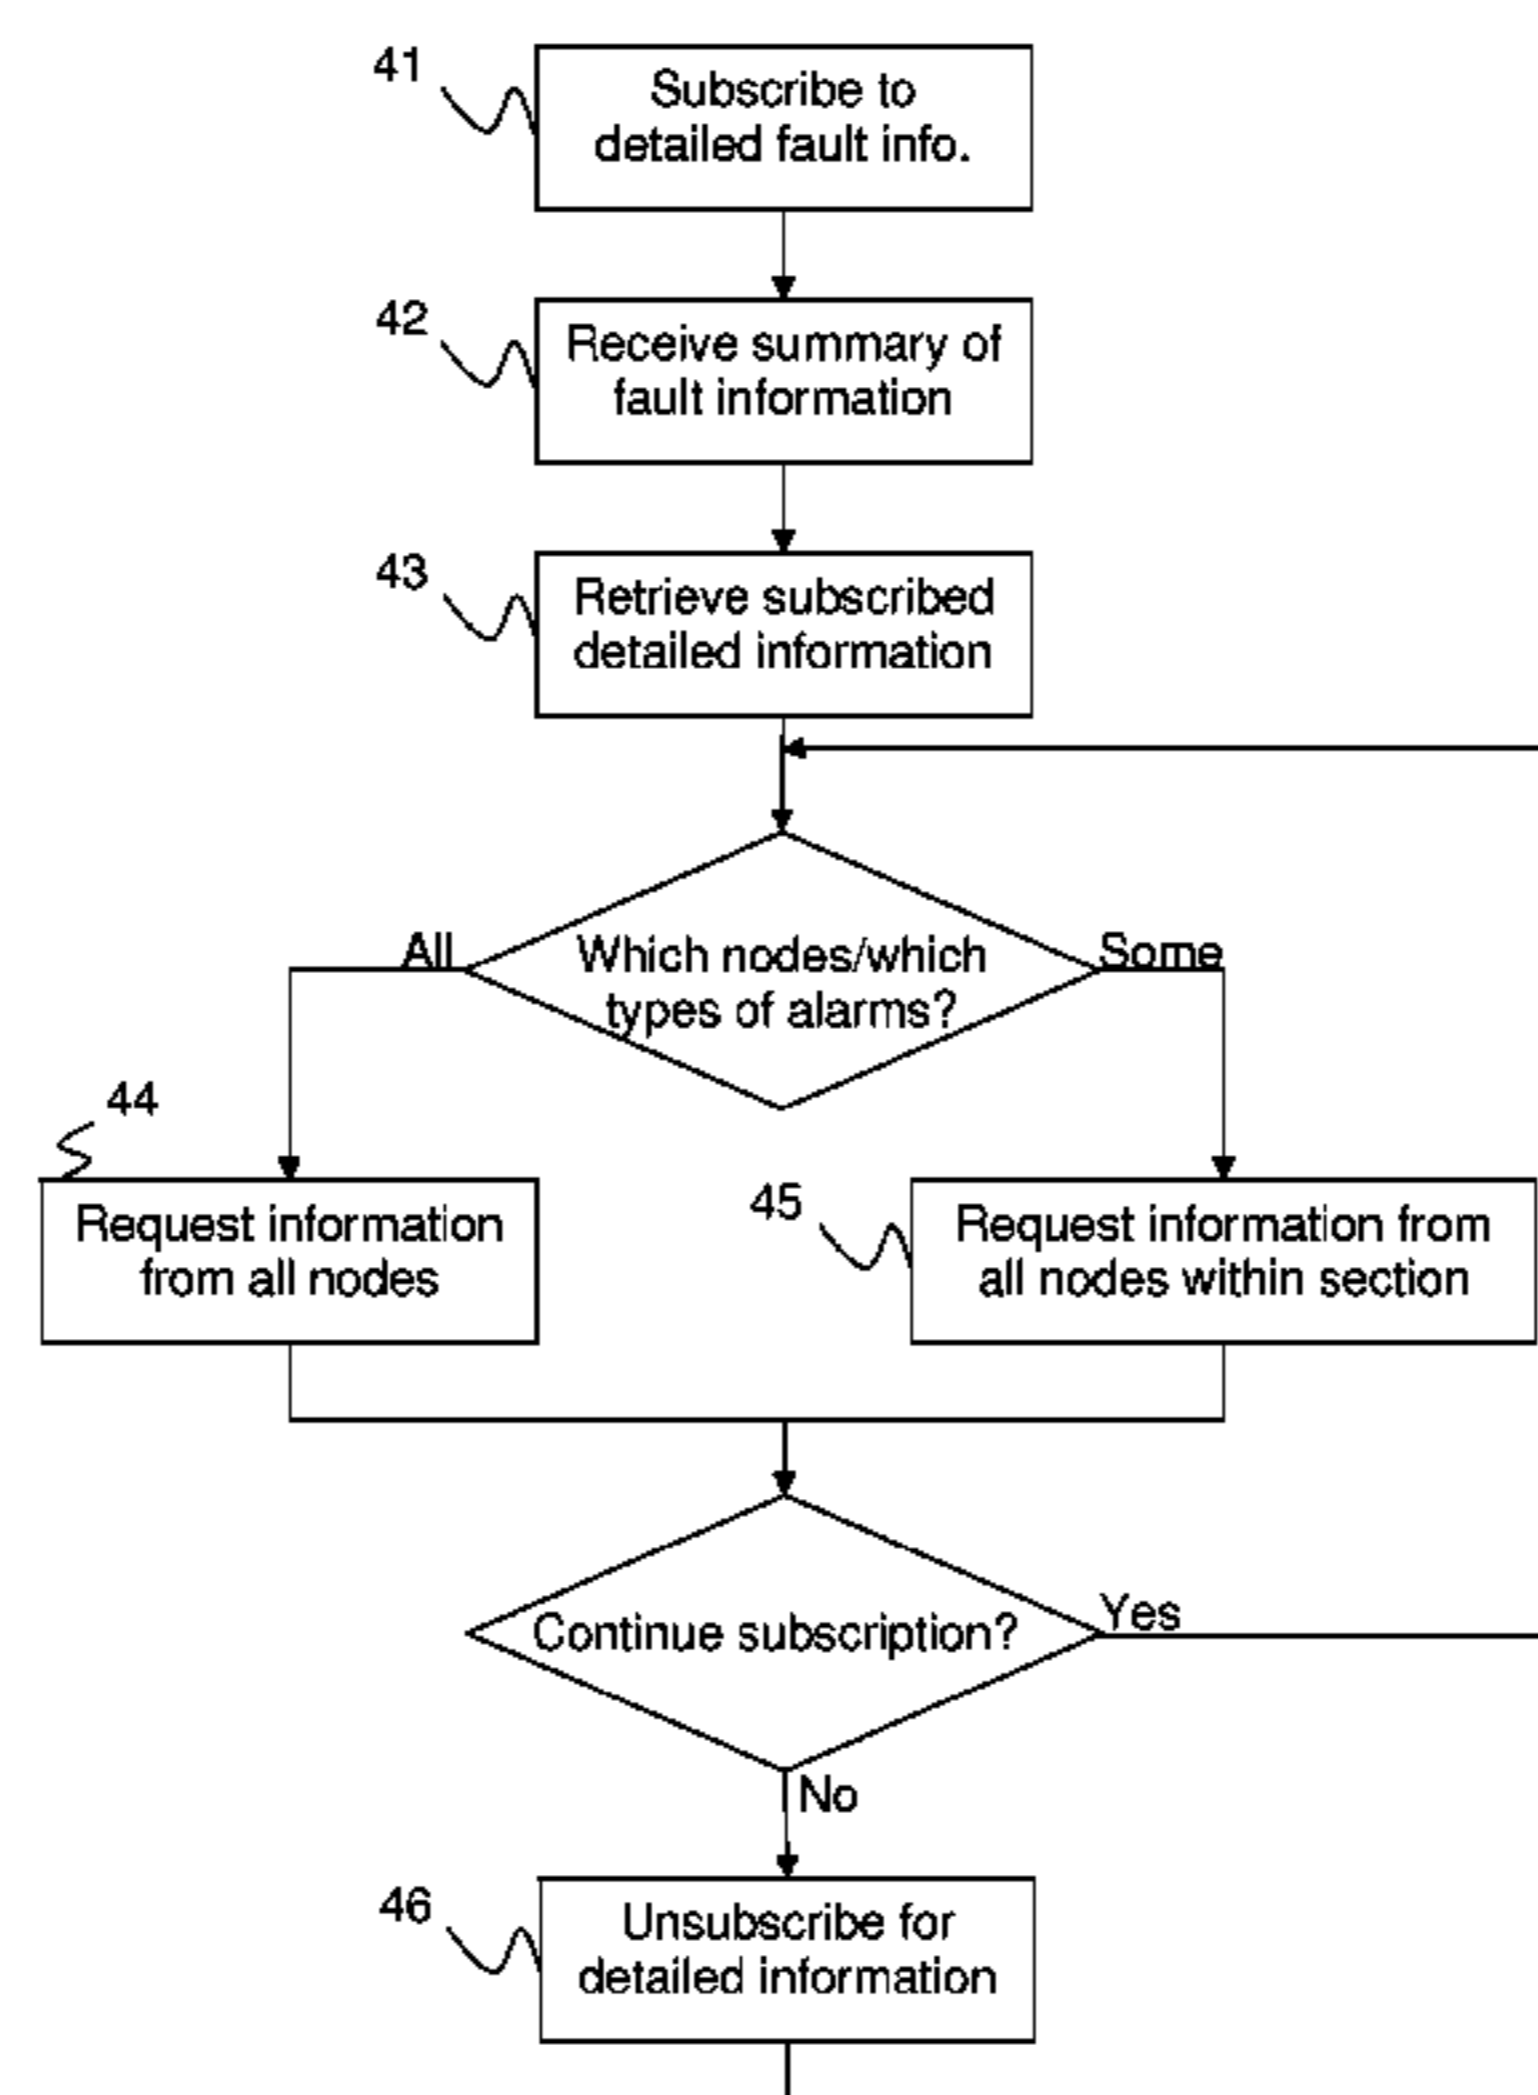 41
Subscribe to
detailed fault info.
42
Receive summary of
fault information
43
Retrieve subscribed
detailed information
All
Which nodes/which
types of alarms?
Some
44
Request information
from all nodes
45
Request information from
all nodes within section
Continue subscription?
Yes
No
46
Unsubscribe for
detailed information